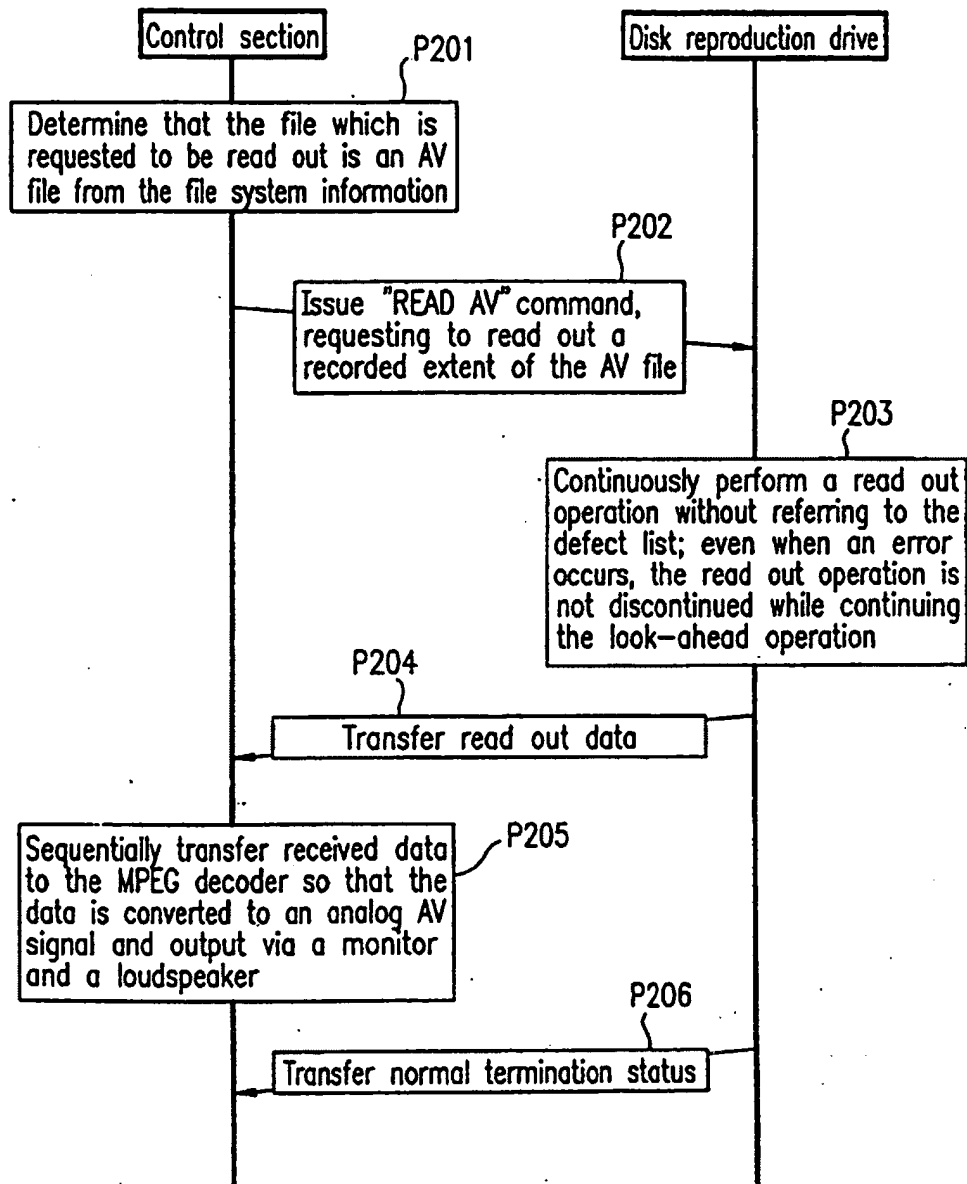 Control section
Disk reproduction drive
P201
Determine that the file which is
requested to be read out is an AV
file from the file system information
P202
Issue "READ AV" command,
requesting to read out a
recorded extent of the AV file
P203
Continuously perform a read out
operation without referring to the
defect list; even when an error
occurs, the read out operation is
not discontinued while continuing
the look-ahead operation
P204
Transfer read out data
P205
Sequentially transfer received data
to the MPEG decoder so that the
data is converted to an analog AV
signal and output via a monitor
and a loudspeaker
P206
Transfer normal termination status